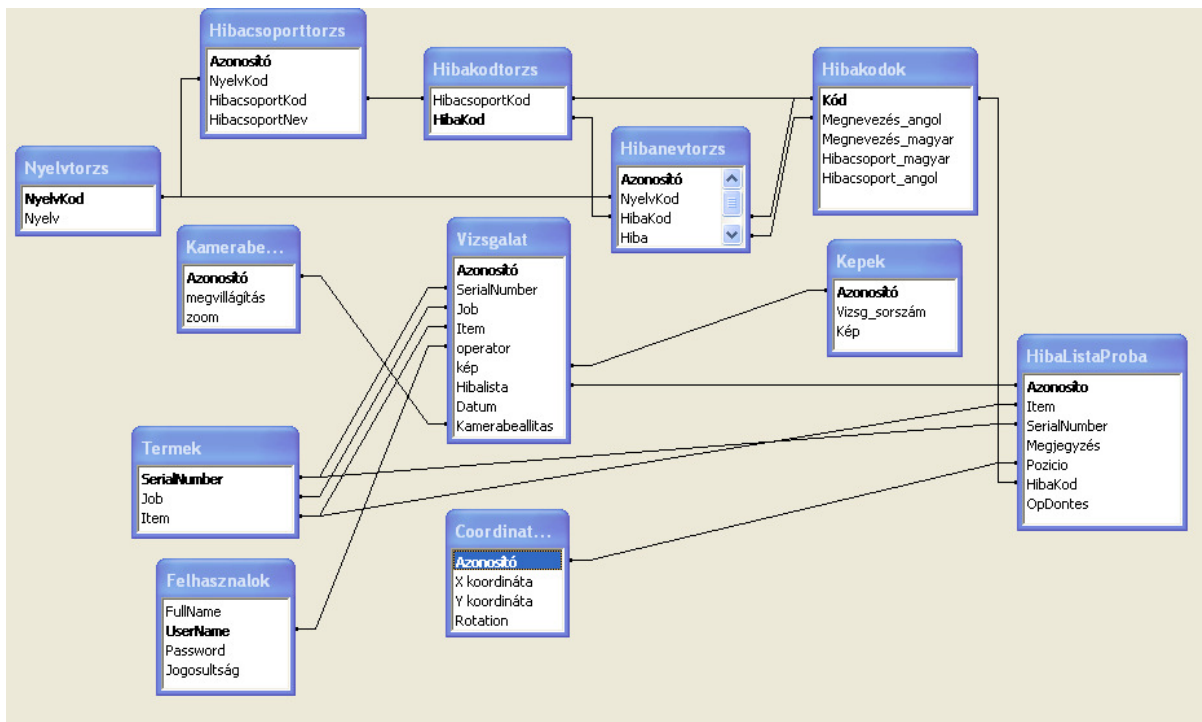 Hibacsoporttorzs
Azonosító
NyelvKod
HibacsoportKod
HibacsoportNev
Hibakodtorzs
HibacsoportKod
HibaKod
Hibakodok
Kód
Megnevezés_angol
Megnevezés_magyar
Hibacsoport_magyar
Hibacsoport_angol
Hibanevtorzs
Azonosító
NyelvKod
HibaKod
Hiba
Nyelvtorzs
NyelvKod
Nyelv
Kamerabe...
Azonosító
megvillágítás
zoom
Vizsgalat
Azonosító
SerialNumber
Job
Item
operator
kép
Hibalista
Datum
Kamerabeallitas
Kepek
Azonosító
Vizsg_sorszám
Kép
HibaListaProba
Azonosíto
Item
SerialNumber
Megjegyzés
Pozicio
HibaKod
OpDontes
Termek
SerialNumber
Job
Item
Coordinat...
Azonosító
X koordináta
Y koordináta
Rotation
Felhasznalok
FullName
UserName
Password
Jogosultság